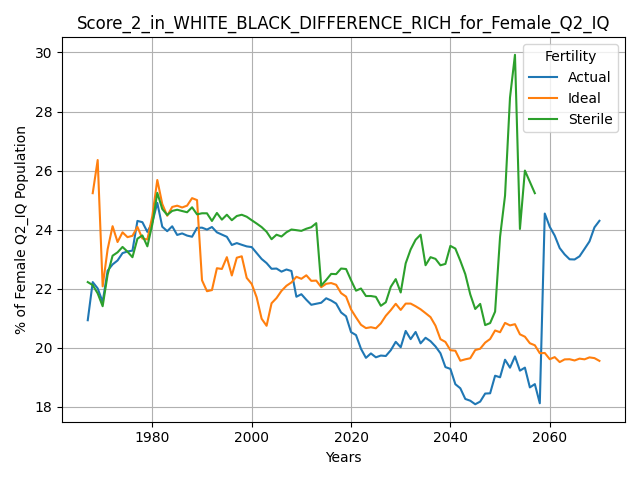 Score_2_in_WHITE_BLACK_DIFFERENCE_RICH_for_Female_Q2_IQ
Fertility
Actual
Ideal
Sterile
30
28
26
24
22
20
18
% of Female Q2_IQ Population
1980
2000
2020
2040
2060
Years